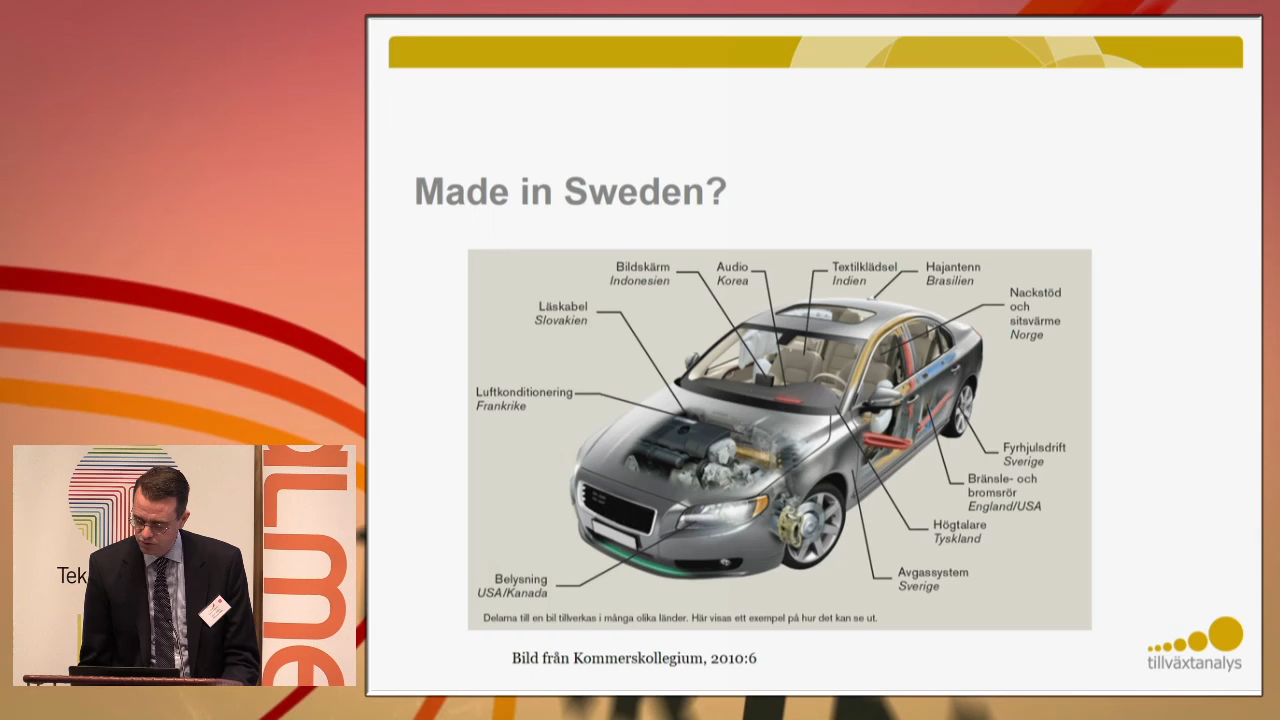 Made in Sweden?
Bildskärm
Indonesien
Audio
Korea
Textilklädsel
Indien
Hajantenn
Brasilien
Nackstöd
och
sitsvärme
Norge
Läskabel
Slovakien
Luftkonditionering
Frankrike
Fyrhjulsdrift
Sverige
Bränsle- och
bromsrör
England/USA
Högtalare
Tyskland
Avgassystem
Sverige
Belysning
USA/Kanada
Delarna till en bil tillverkas i många olika länder. Här visas ett exempel på hur det kan se ut.
Bild från Kommerskollegium, 2010:6
tillväxtanalys
Tek
alme